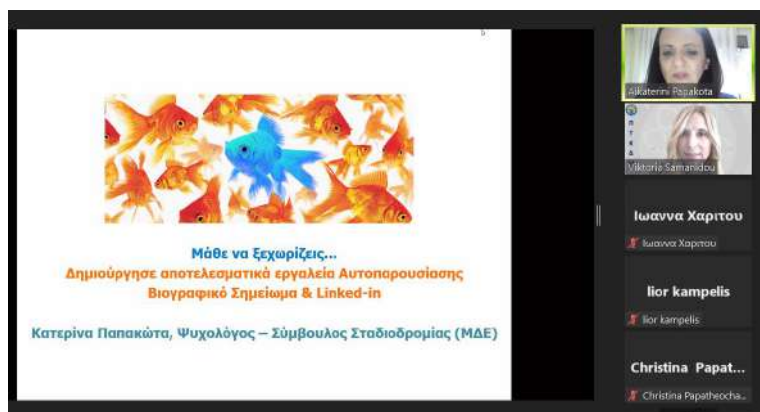 Μάθε να ξεχωρίζεις...
Δημιούργησε αποτελεσματικά εργαλεία Αυτοπαρουσίασης
Βιογραφικό Σημείωμα & Linked-in
Κατερίνα Παπακώτα, Ψυχολόγος – Σύμβουλος Σταδιοδρομίας (ΜΔΕ)
Aikaterini Papakota
Π
Τ
Κ
Δ
Viktoria Samanidou
Ιωαννα Χαριτου
Ιωαννα Χαριτου
lior kampelis
lior kampelis
Christina Papat...
Christina Papatheocha...